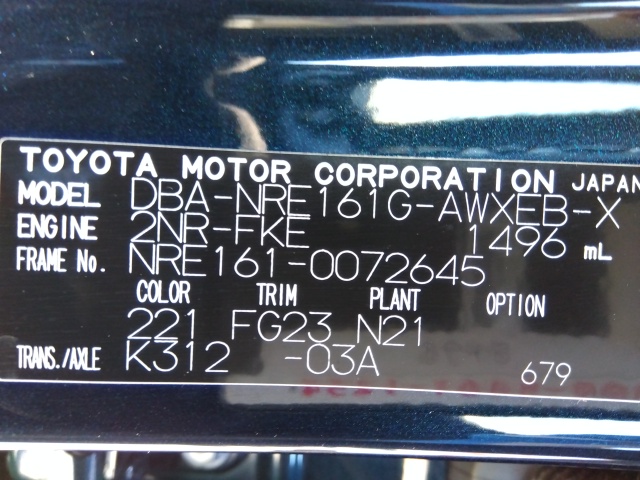 TOYOTA MOTOR CORPORATION JAPAN
MODEL DBA-NRE161G-AWXEB-X
ENGINE 2NR-FKE 1496 mL
FRAME No. NRE161-0072645
COLOR TRIM PLANT OPTION
221 FG23 N21
TRANS./AXLE K312 -03A
679